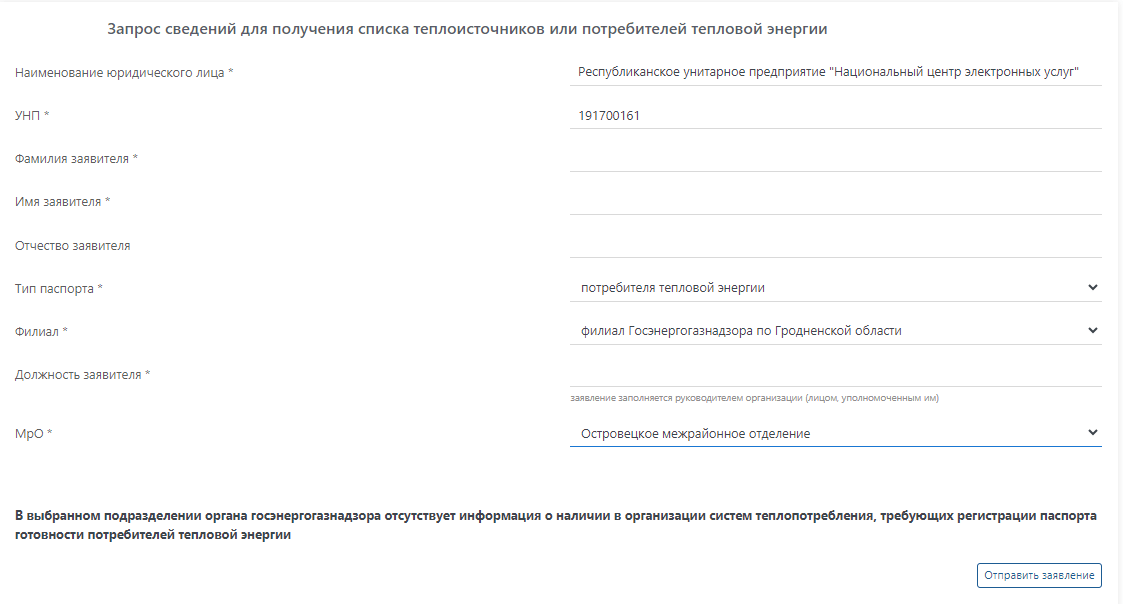 Запрос сведений для получения списка теплоисточников или потребителей тепловой энергии
Наименование юридического лица *
Республиканское унитарное предприятие "Национальный центр электронных услуг"
УНП *
191700161
Фамилия заявителя *
Имя заявителя *
Отчество заявителя
Тип паспорта *
потребителя тепловой энергии
Филиал *
филиал Госэнергогазнадзора по Гродненской области
Должность заявителя *
заявление заполняется руководителем организации (лицом, уполномоченным им)
МрО *
Островецкое межрайонное отделение
В выбранном подразделении органа госэнергогазнадзора отсутствует информация о наличии в организации систем теплопотребления, требующих регистрации паспорта
готовности потребителей тепловой энергии
Отправить заявление